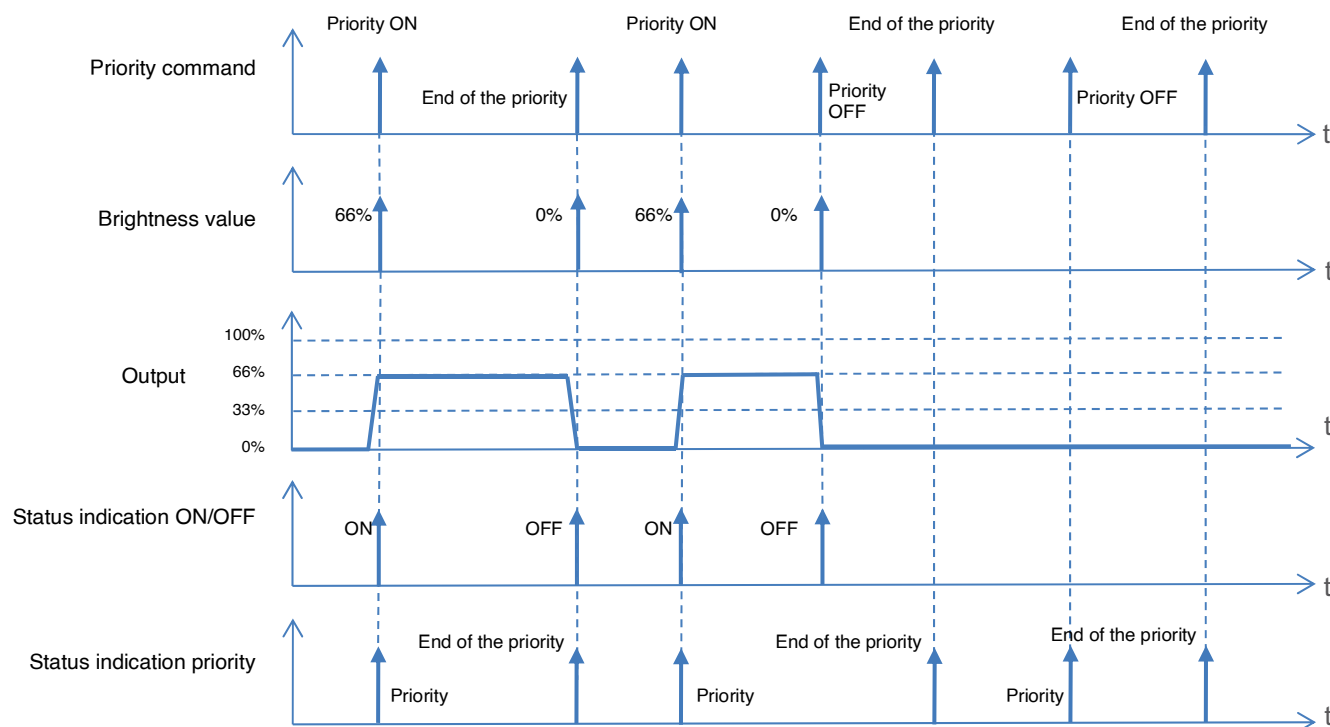 Priority ON
Priority ON
End of the priority
End of the priority
Priority command
End of the priority
Priority
OFF
Priority OFF
t
Brightness value
66%
0%
66%
0%
t
100%
Output
66%
33%
0%
t
Status indication ON/OFF
ON
OFF
ON
OFF
t
Status indication priority
End of the priority
End of the priority
End of the priority
Priority
Priority
Priority
t